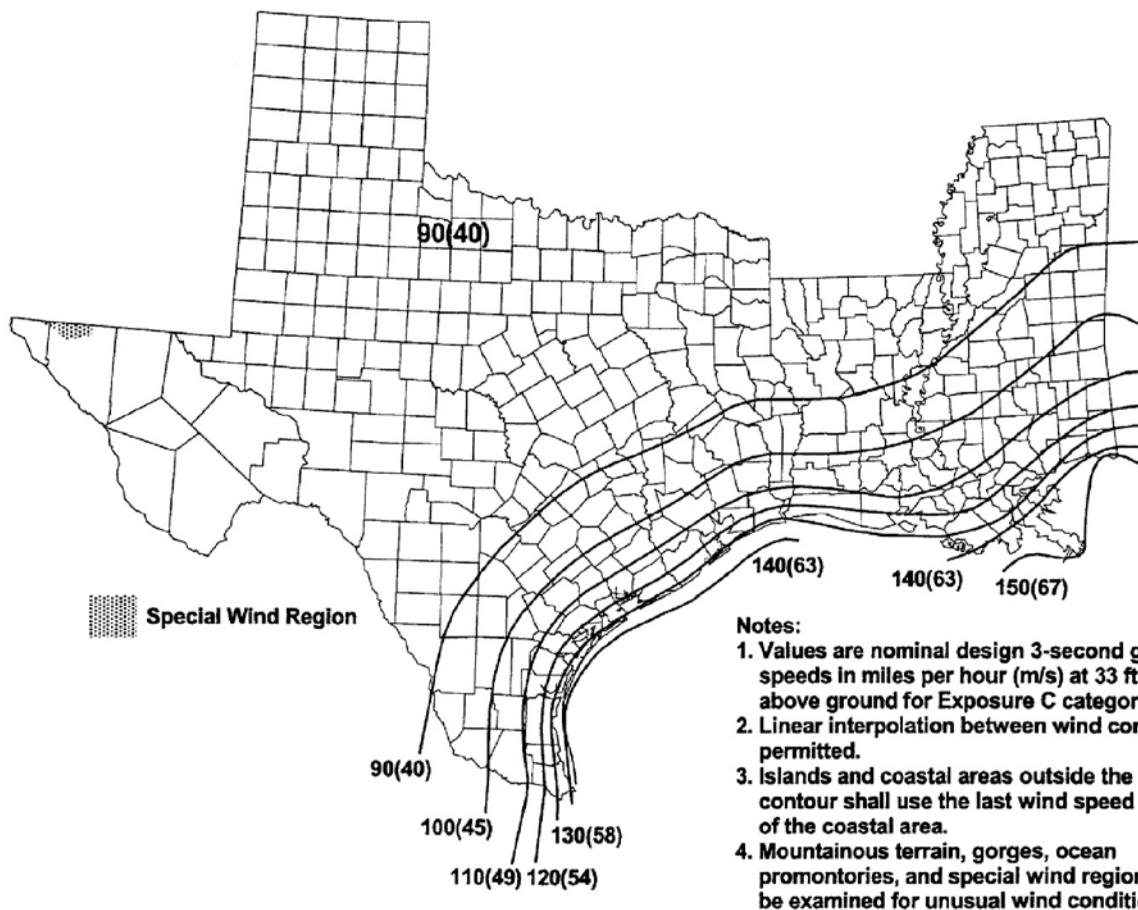 90(40)
Special Wind Region
140(63)
140(63)
150(67)
90(40)
100(45)
130(58)
110(49)
120(54)
Notes:
1. Values are nominal design 3-second
speeds in miles per hour (m/s) at 33 ft
above ground for Exposure C
2. Linear interpolation between wind
permitted.
3. Islands and coastal areas outside the
contour shall use the last wind speed
of the coastal area.
4. Mountainous terrain, gorges, ocean
promontories, and special wind
be examined for unusual wind